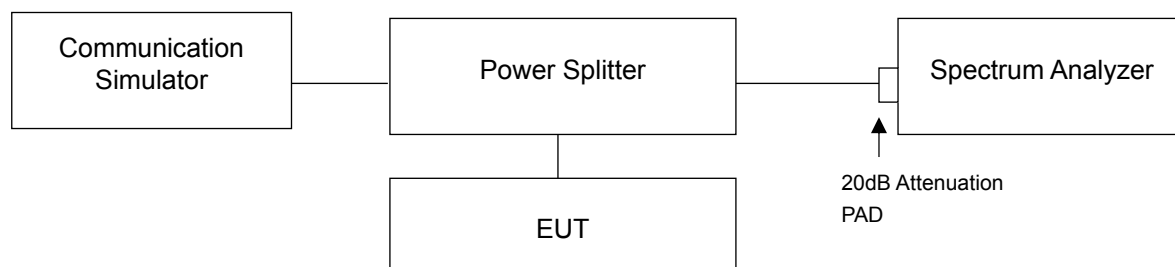 Communication
Simulator
Power Splitter
Spectrum Analyzer
20dB Attenuation
PAD
EUT